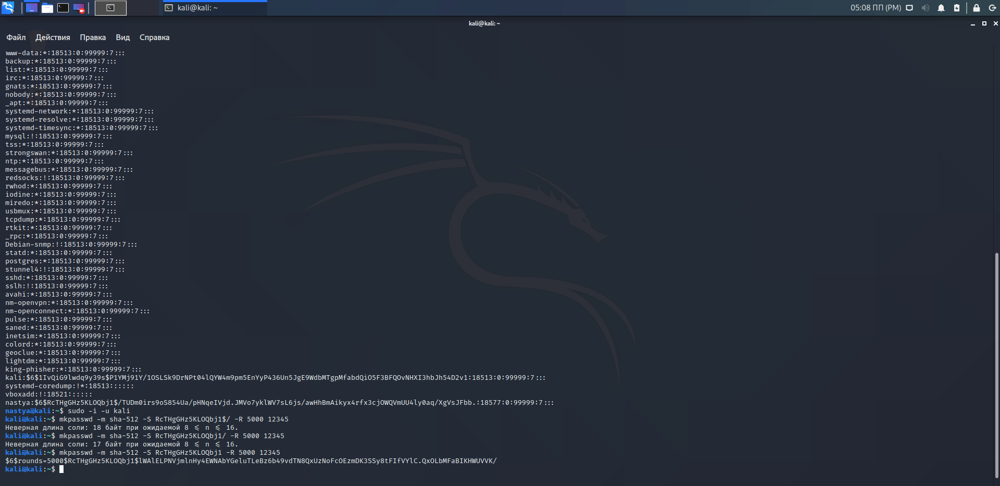 kali@kali: ~
05:08 ПП (PM)
kali@kali: ~
Файл Действия Правка Вид Справка
www-data:*:18513:0:99999:7:::
backup:*:18513:0:99999:7:::
list:*:18513:0:99999:7:::
irc:*:18513:0:99999:7:::
gnats:*:18513:0:99999:7:::
nobody:*:18513:0:99999:7:::
_apt:*:18513:0:99999:7:::
systemd-network:*:18513:0:99999:7:::
systemd-resolve:*:18513:0:99999:7:::
systemd-timesync:*:18513:0:99999:7:::
mysql:!:18513:0:99999:7:::
tss:*:18513:0:99999:7:::
strongswan:*:18513:0:99999:7:::
ntp:*:18513:0:99999:7:::
messagebus:*:18513:0:99999:7:::
redsocks:!:18513:0:99999:7:::
rwhod:*:18513:0:99999:7:::
iodine:*:18513:0:99999:7:::
miredo:*:18513:0:99999:7:::
usbmux:*:18513:0:99999:7:::
tcpdump:*:18513:0:99999:7:::
rtkit:*:18513:0:99999:7:::
_rpc:*:18513:0:99999:7:::
Debian-snmp:!:18513:0:99999:7:::
statd:*:18513:0:99999:7:::
postgres:*:18513:0:99999:7:::
stunnel4:!:18513:0:99999:7:::
sshd:*:18513:0:99999:7:::
sslh:!:18513:0:99999:7:::
avahi:*:18513:0:99999:7:::
nm-openvpn:*:18513:0:99999:7:::
nm-openconnect:*:18513:0:99999:7:::
pulse:*:18513:0:99999:7:::
saned:*:18513:0:99999:7:::
inetsim:*:18513:0:99999:7:::
colord:*:18513:0:99999:7:::
geoclue:*:18513:0:99999:7:::
lightdm:*:18513:0:99999:7:::
king-phisher:*:18513:0:99999:7:::
kali:$6$1IvQiG9lwdq9y39s$P1YMj91Y/1OSLSk9DrNPt04lQYW4m9pm5EnYyP436Un5JgE9WdbMTgpMfabdQiO5F3BFQOvNHXI3hbJh54D2v1:18513:0:99999:7:::
systemd-coredump:!*:18513::::::
vboxadd:!:18521::::::
nastya:$6$RcTHgGHz5KLOQbj1$/TUDm0irs9oS854Ua/pHNqeIVjd.JMVo7yklWV7sL6js/awHhBmAikyx4rfx3cjOWQVmUU4ly0aq/XgVsJFbb.:18577:0:99999:7:::
nastya@kali:~$ sudo -i -u kali
kali@kali:~$ mkpasswd -m sha-512 -S RcTHgGHz5KLOQbj1$/ -R 5000 12345
Неверная длина соли: 18 байт при ожидаемой 8 <= n <= 16.
kali@kali:~$ mkpasswd -m sha-512 -S RcTHgGHz5KLOQbj1/ -R 5000 12345
Неверная длина соли: 17 байт при ожидаемой 8 <= n <= 16.
kali@kali:~$ mkpasswd -m sha-512 -S RcTHgGHz5KLOQbj1 -R 5000 12345
$6$rounds=5000$RcTHgGHz5KLOQbj1$lWAlELPNVjmlnHy4EWNAbYGeluTLeBz6b49vdTN8QxUzNoFcOEzmDK3SSy8tFIfVYlC.QxOLbMFaBIKHWUVVK/
kali@kali:~$